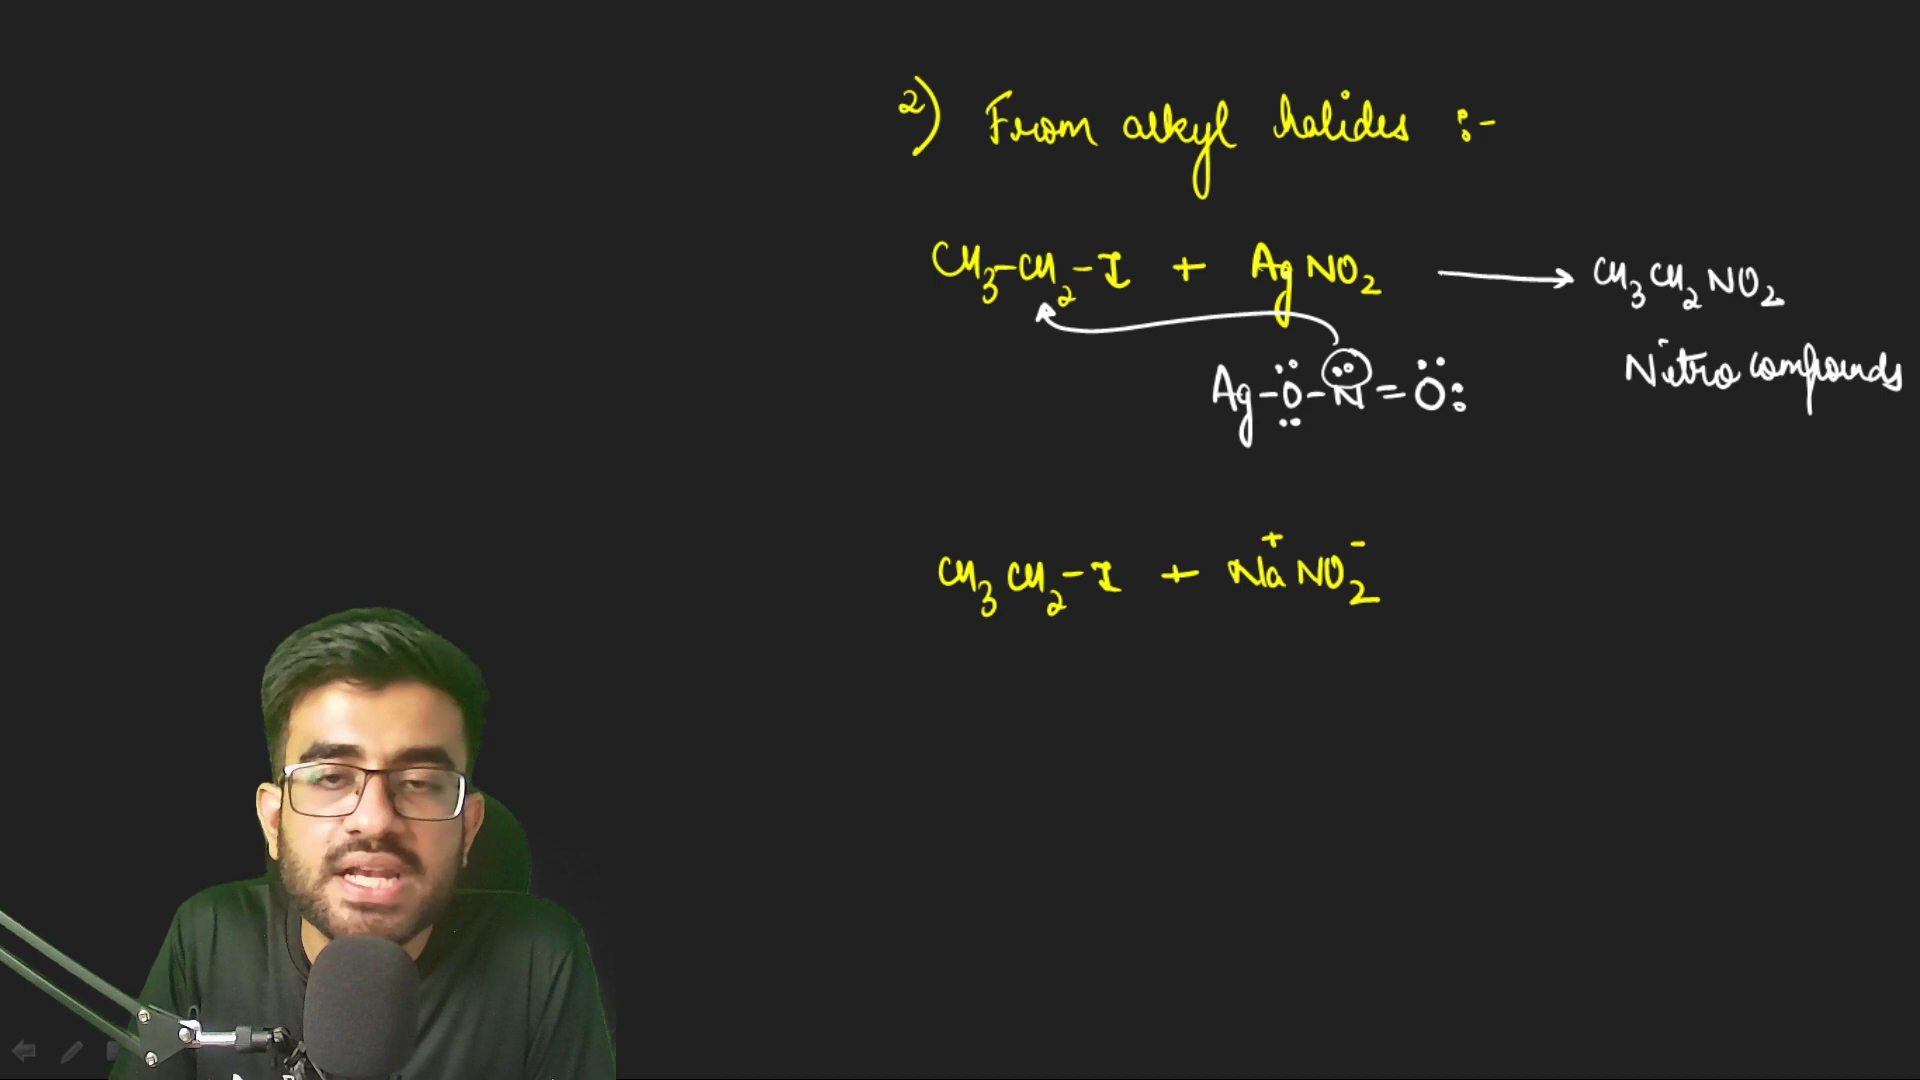 2) From alkyl halides :-
CH3-CH2-I + AgNO2 ⟶ CH3CH2NO2
Ag-O-N=O:
Nitro compounds
CH3CH2-I + Na+NO2-